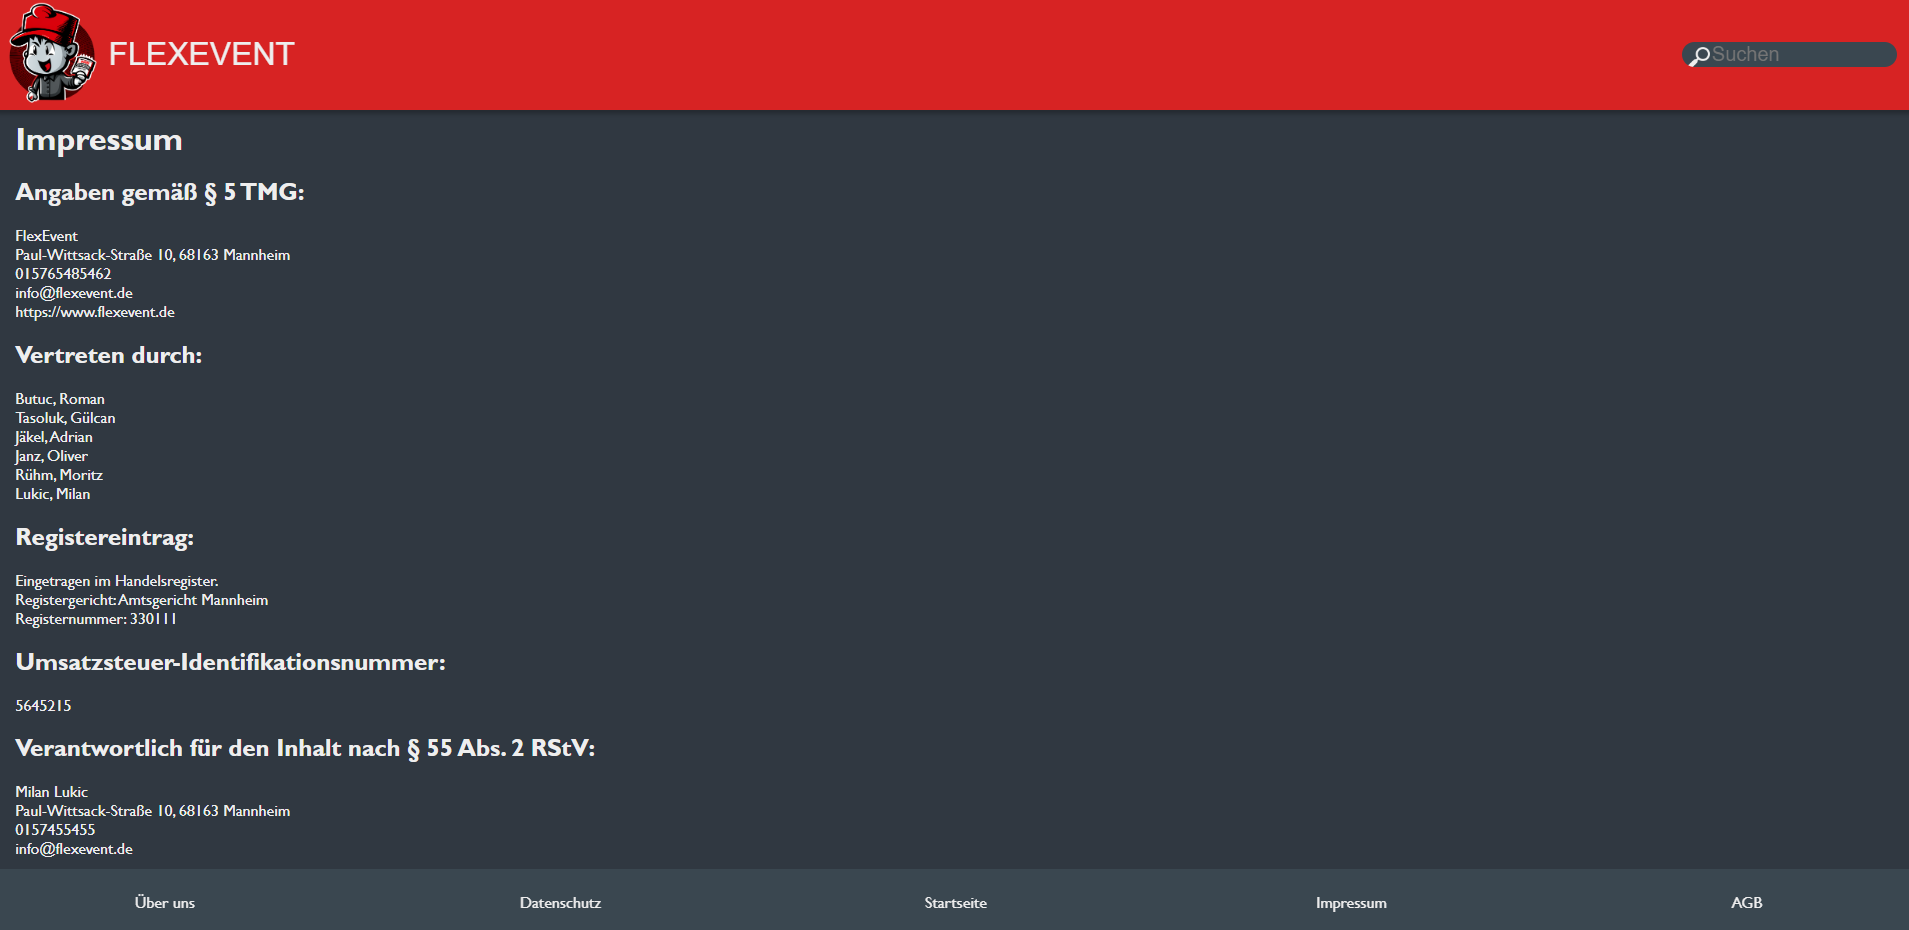 FLEXEVENT
Suchen
Impressum
Angaben gemäß § 5 TMG:
FlexEvent
Paul-Wittsack-Straße 10, 68163 Mannheim
015765485462
info@flexevent.de
https://www.flexevent.de
Vertreten durch:
Butuc, Roman
Tasoluk, Gülcan
Jäkel, Adrian
Janz, Oliver
Rühm, Moritz
Lukic, Milan
Registereintrag:
Eingetragen im Handelsregister.
Registergericht: Amtsgericht Mannheim
Registernummer: 330111
Umsatzsteuer-Identifikationsnummer:
5645215
Verantwortlich für den Inhalt nach § 55 Abs. 2 RStV:
Milan Lukic
Paul-Wittsack-Straße 10, 68163 Mannheim
0157455455
info@flexevent.de
Über uns Datenschutz Startseite Impressum AGB